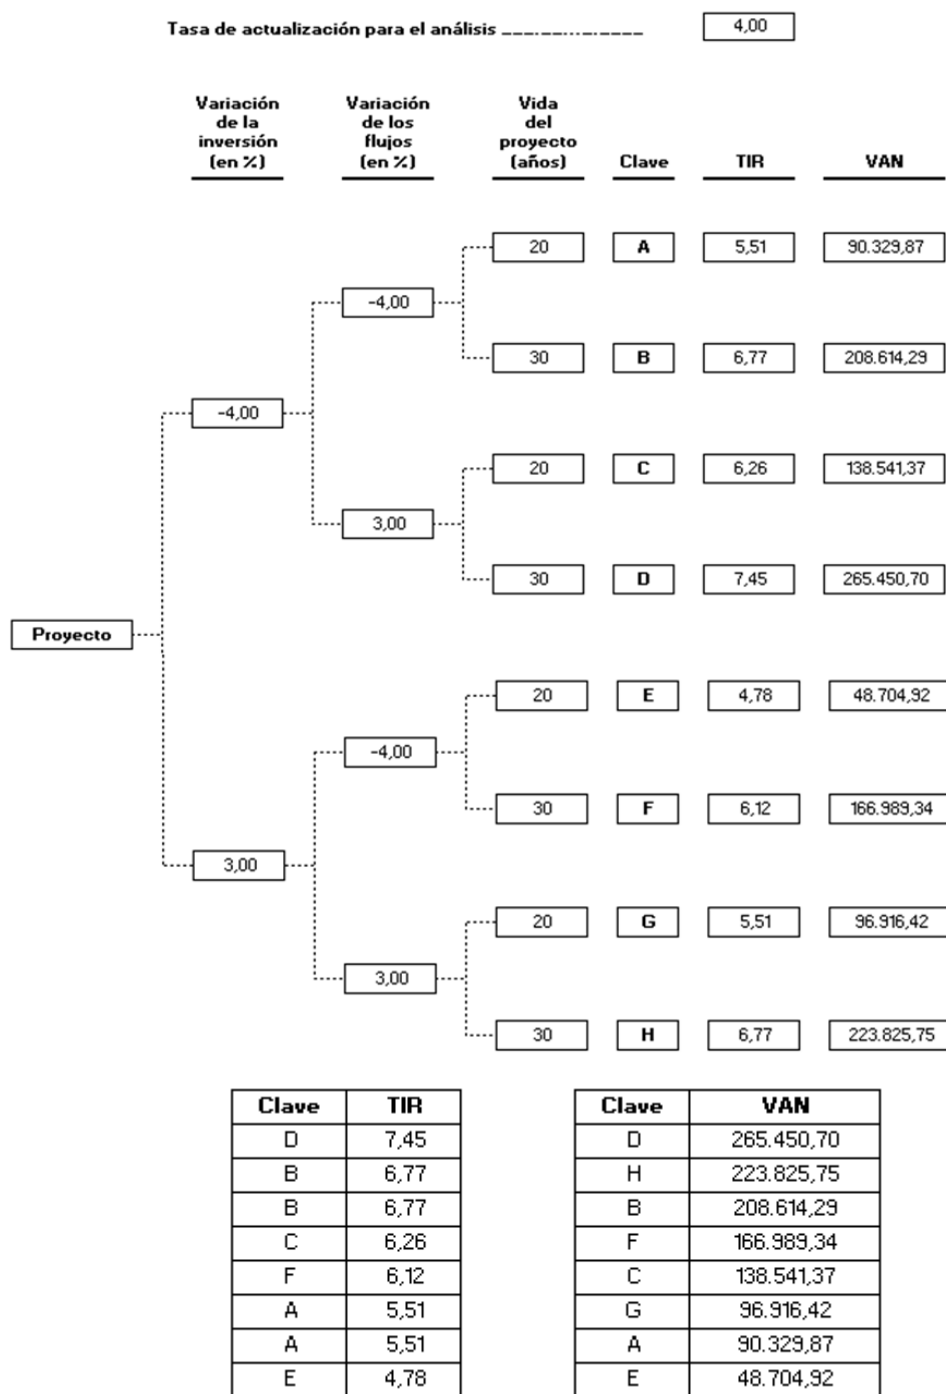 Tasa de actualización para el análisis 4,00
Variación de la inversión (en %) Variación de los flujos (en %) Vida del proyecto (años) Clave TIR VAN
20 A 5,51 90.329,87
-4,00
30 B 6,77 208.614,29
-4,00
20 C 6,26 138.541,37
3,00
30 D 7,45 265.450,70
Proyecto
20 E 4,78 48.704,92
-4,00
30 F 6,12 166.989,34
3,00
20 G 5,51 96.916,42
3,00
30 H 6,77 223.825,75
Clave TIR
D 7,45
B 6,77
B 6,77
C 6,26
F 6,12
A 5,51
A 5,51
E 4,78
Clave VAN
D 265.450,70
H 223.825,75
B 208.614,29
F 166.989,34
C 138.541,37
G 96.916,42
A 90.329,87
E 48.704,92